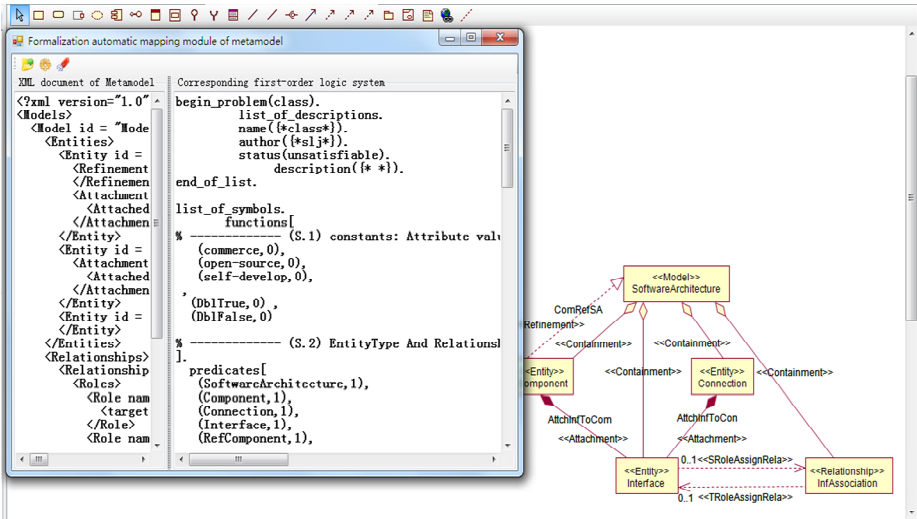 Formalization automatic mapping module of metamodel
XML document of Metamodel
<?xml version="1.0"
<Models>
<Model id = "Mode
<Entities>
<Entity id =
<Refinement
</Refinemen
<Attachment
<Attached
</Attachmen
</Entity>
<Entity id =
<Attachment
<Attached
</Attachmen
</Entity>
<Entity id =
</Entities>
<Relationships>
<Relationship
<Roles>
<Role nam
<target
</Role>
<Role nam
Corresponding first-order logic system
begin_problem(class).
list_of_descriptions.
name({*class*}).
author({*slj*}).
status(unsatisfiable).
description({* *}).
end_of_list.
list_of_symbols.
functions[
% ------------- (S.1) constants: Attribute valu
(commerce,0),
(open-source,0),
(self-develop,0),
,
(DblTrue,0) ,
(DblFalse,0)
% ------------- (S.2) EntityType And Relationsh
].
predicates[
(SoftwareArchitecture,1),
(Component,1),
(Connection,1),
(Interface,1),
(RefComponent,1),
<<Model>>
SoftwareArchitecture
ComRefSA
Refinement>>
<<Containment>>
<<Containment>>
<<Containment>>
<<Containment>>
<Entity>>
omponent
<<Entity>>
Connection
AttchInfToCom
AttchInfToCon
<<Attachment>>
<<Attachment>>
<<Entity>>
Interface
0..1 <<SRoleAssignRela>>
0..1 <<TRoleAssignRela>>
<<Relationship>>
InfAssociation